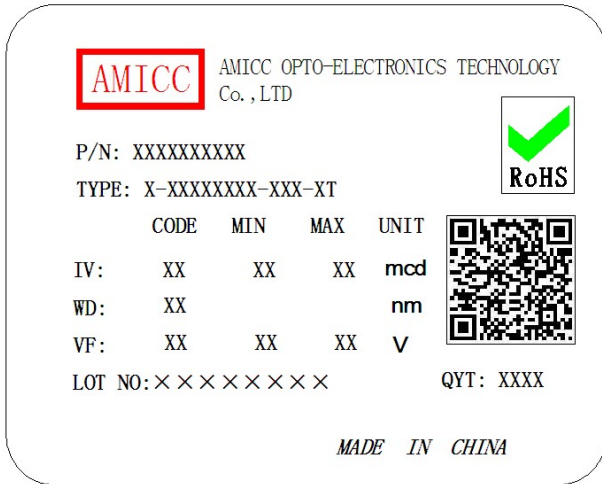 AMICC
AMICC OPTO-ELECTRONICS TECHNOLOGY
Co.,LTD
RoHS
P/N: XXXXXXXXXX
TYPE: X-XXXXXXXX-XXX-XT
CODE MIN MAX UNIT
IV: XX XX XX mcd
WD: XX nm
VF: XX XX XX V
LOT NO:××××××××
QYT: XXXX
MADE IN CHINA